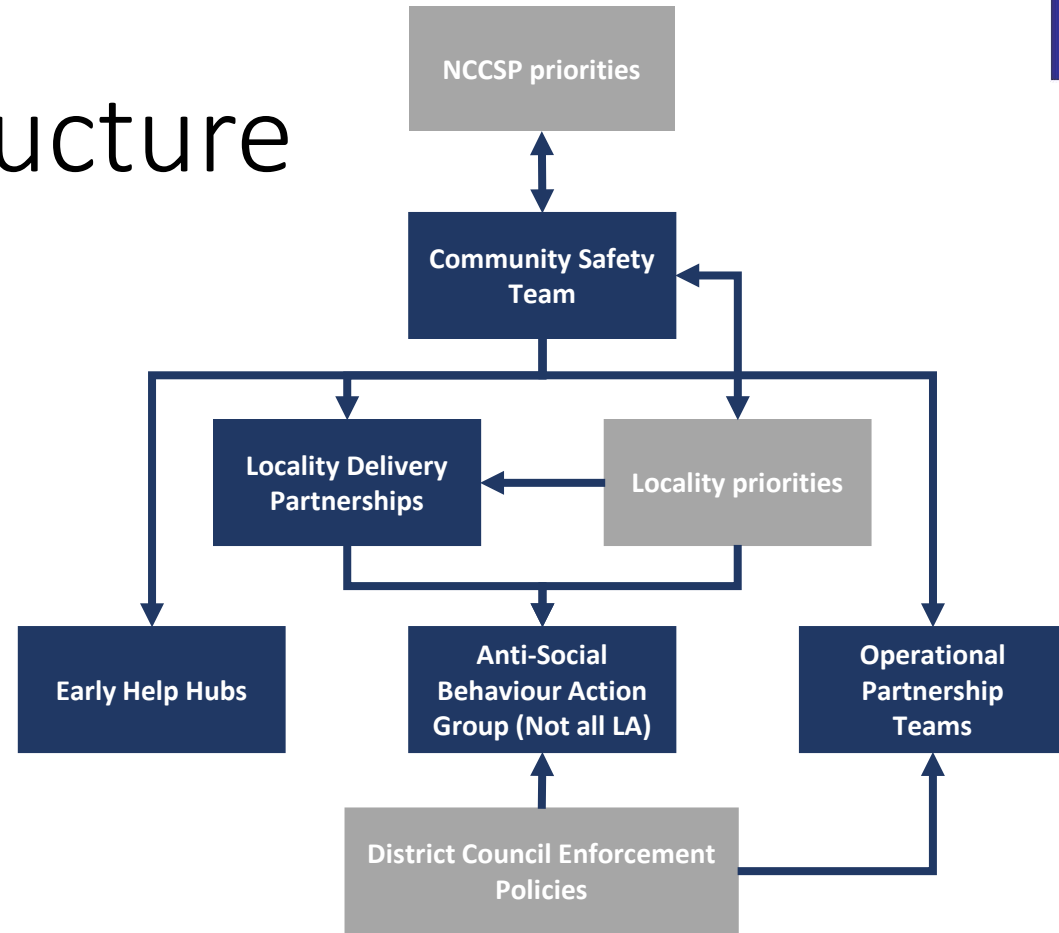 NCCSP priorities
ucture
Community Safety
Team
Locality Delivery
Partnerships
Locality priorities
Early Help Hubs
Anti-Social
Behaviour Action
Group (Not all LA)
Operational
Partnership
Teams
District Council Enforcement
Policies